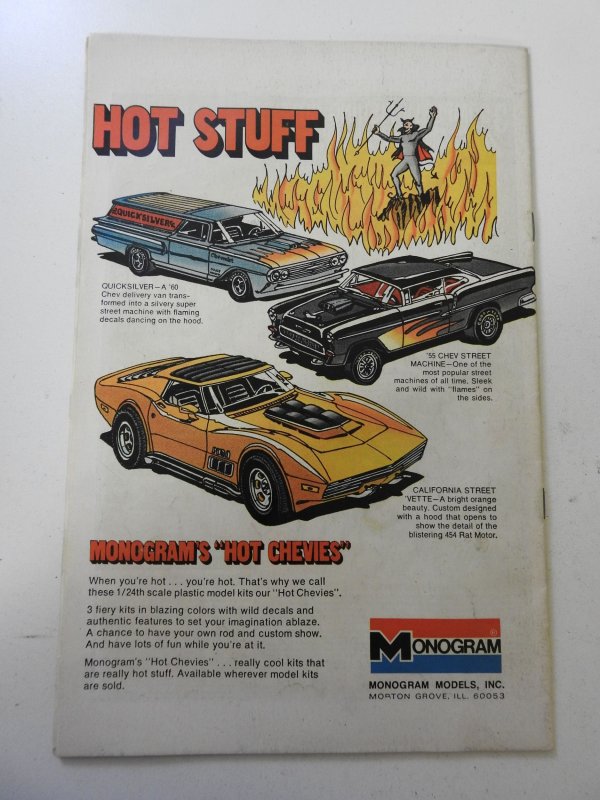 HOT STUFF
QUICKSILVER
QUICKSILVER—A '60
Chev delivery van trans-
formed into a silvery super
street machine with flaming
decals dancing on the hood.
'55 CHEV STREET
MACHINE—One of the
most popular street
machines of all time. Sleek
and wild with "flames" on
the sides.
CALIFORNIA STREET
'VETTE—A bright orange
beauty. Custom designed
with a hood that opens to
show the detail of the
blistering 454 Rat Motor.
MONOGRAM'S "HOT CHEVIES"
When you're hot . . . you're hot. That's why we call
these 1/24th scale plastic model kits our "Hot Chevies".
3 fiery kits in blazing colors with wild decals and
authentic features to set your imagination ablaze.
A chance to have your own rod and custom show.
And have lots of fun while you're at it.
Monogram's "Hot Chevies" . . . really cool kits that
are really hot stuff. Available wherever model kits
are sold.
MONOGRAM®
MONOGRAM MODELS, INC.
MORTON GROVE, ILL. 60053